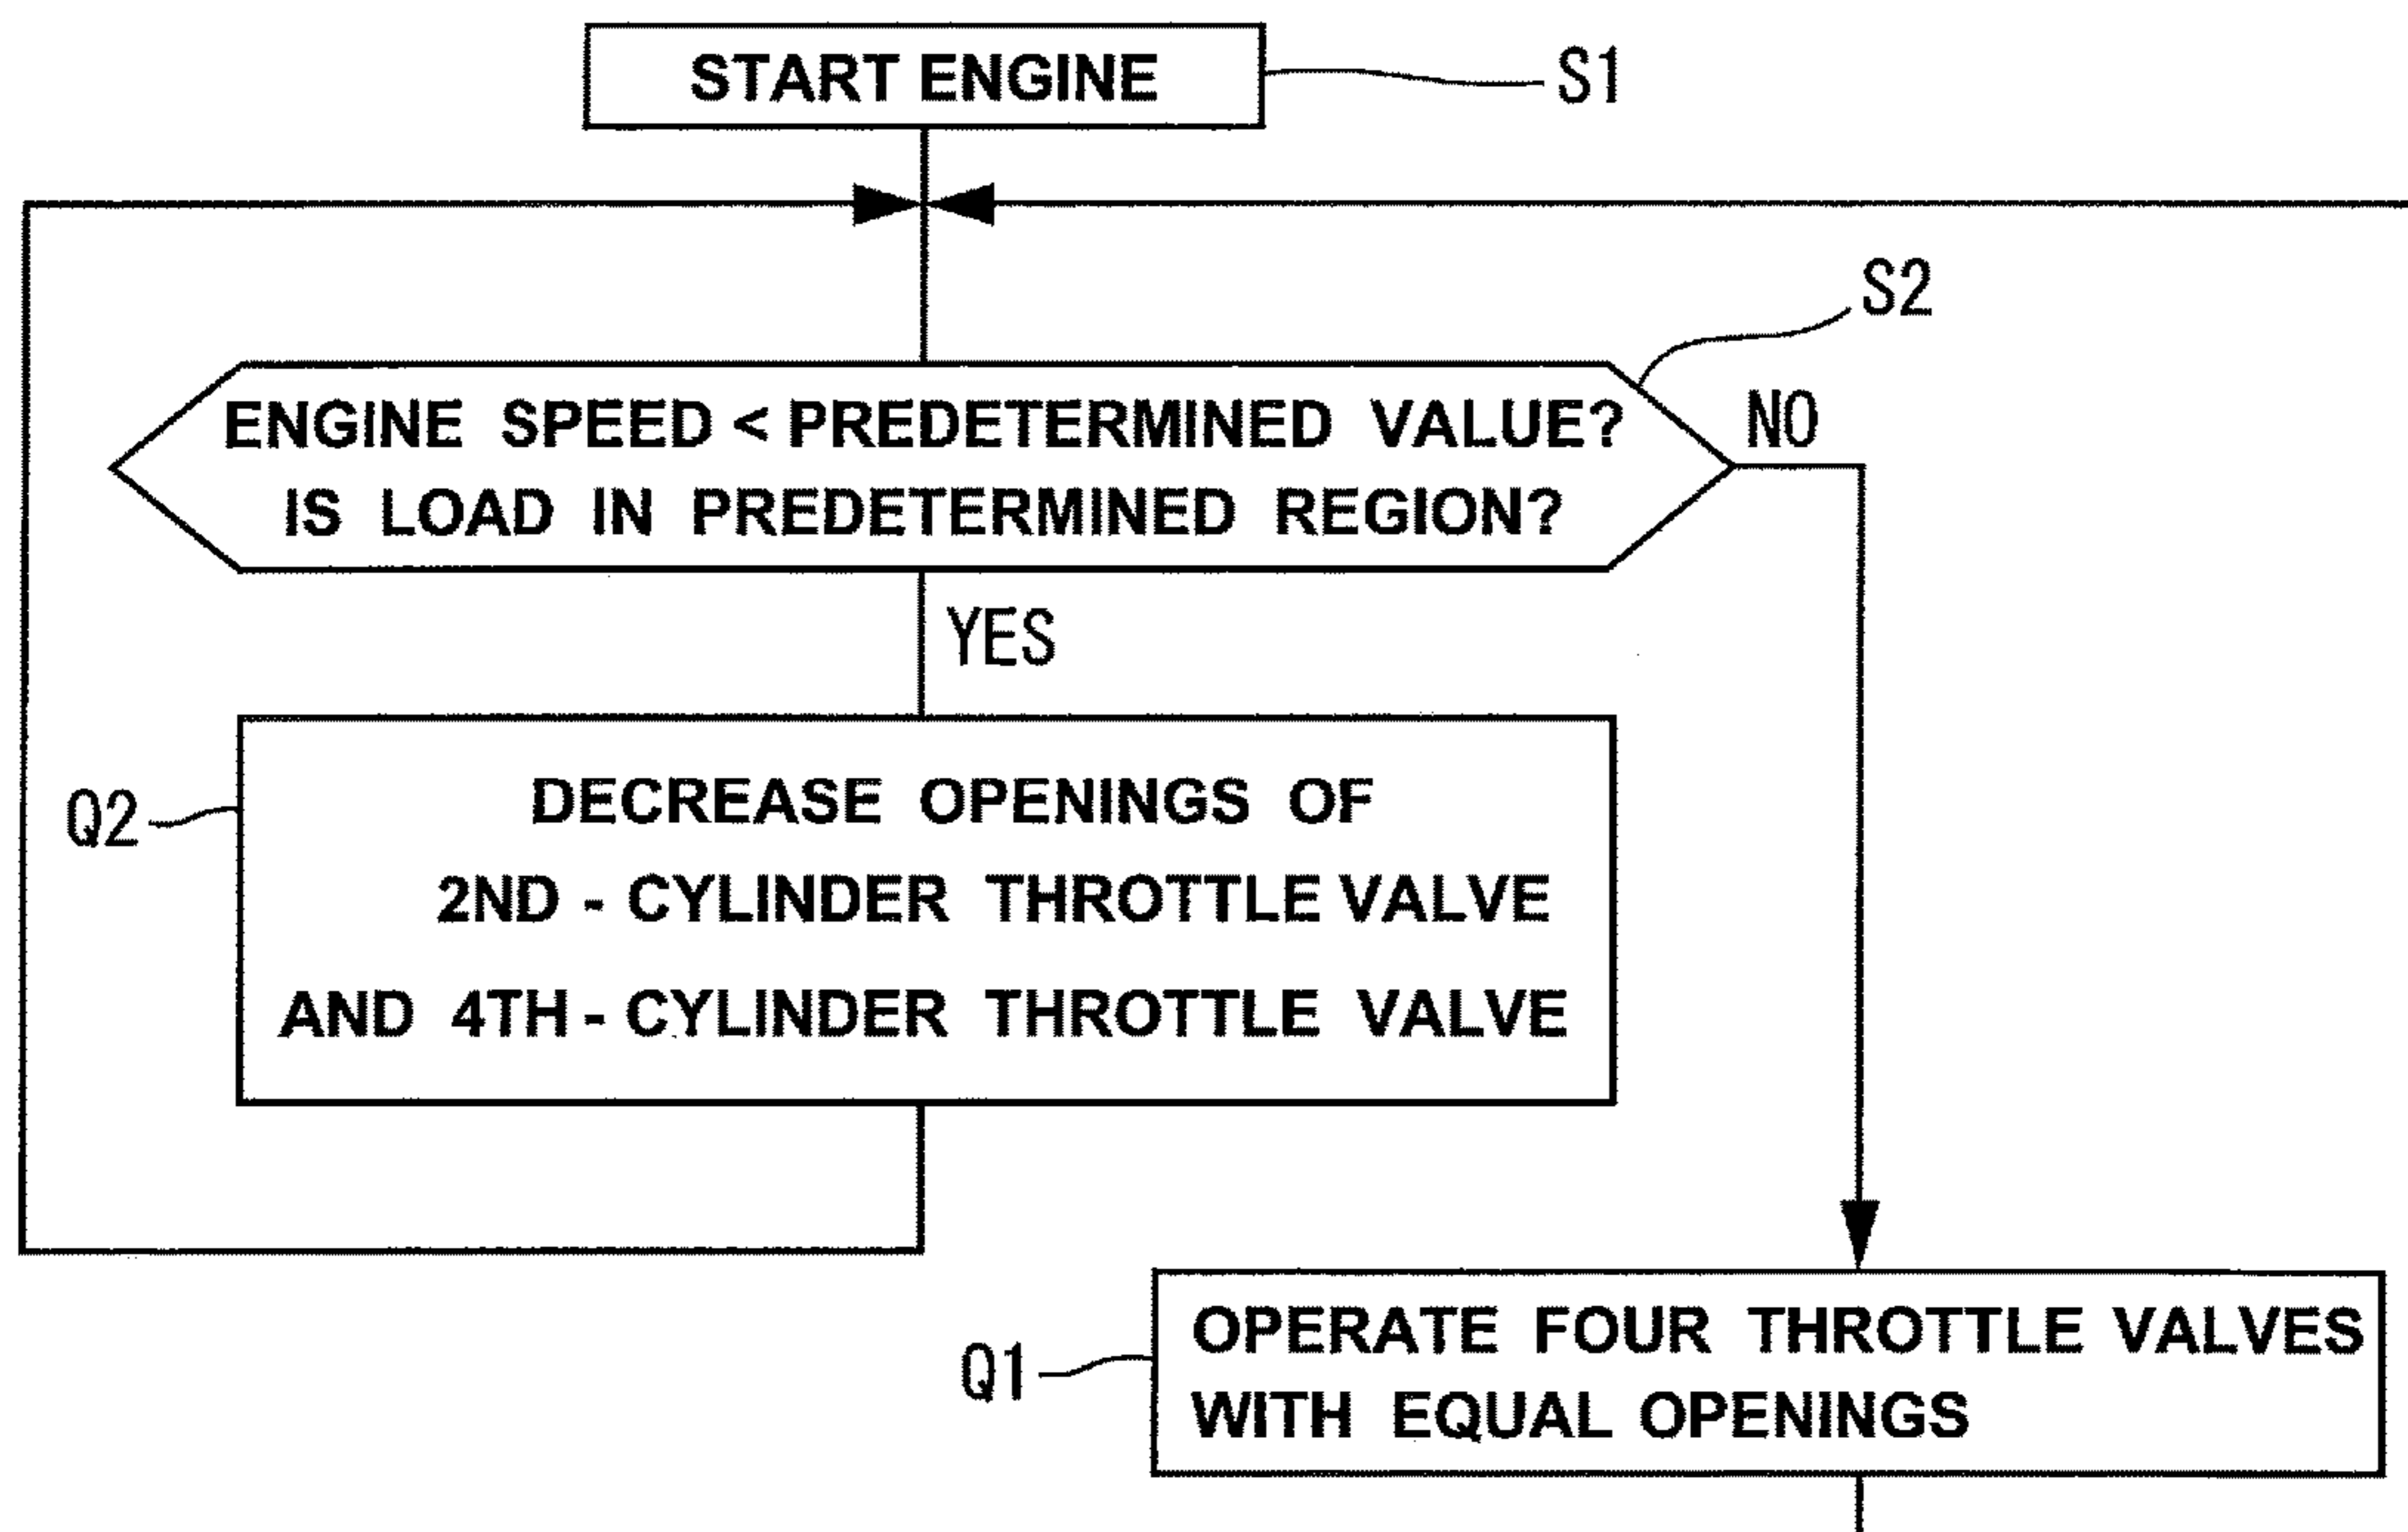 START ENGINE
S1
S2
ENGINE SPEED < PREDETERMINED VALUE?
IS LOAD IN PREDETERMINED REGION?
NO
YES
Q2
DECREASE OPENINGS OF
2ND - CYLINDER THROTTLE VALVE
AND 4TH - CYLINDER THROTTLE VALVE
Q1
OPERATE FOUR THROTTLE VALVES
WITH EQUAL OPENINGS